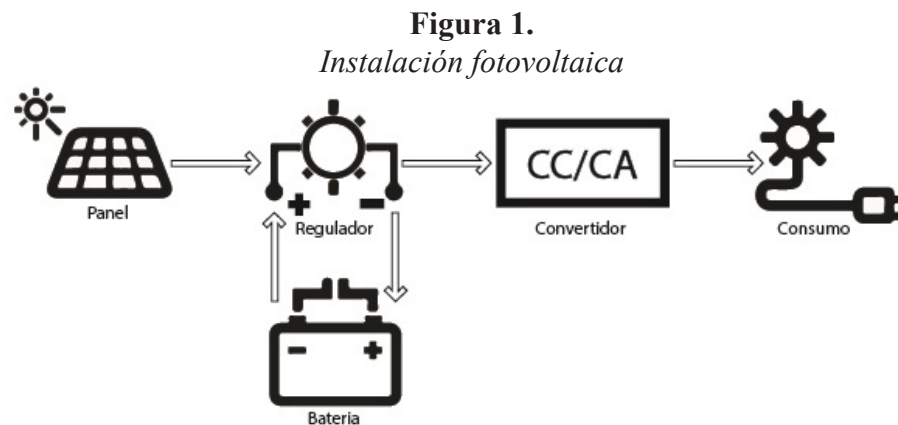 Figura 1.
Instalación fotovoltaica
CC/CA
Panel
Regulador
Convertidor
Consumo
Bateria